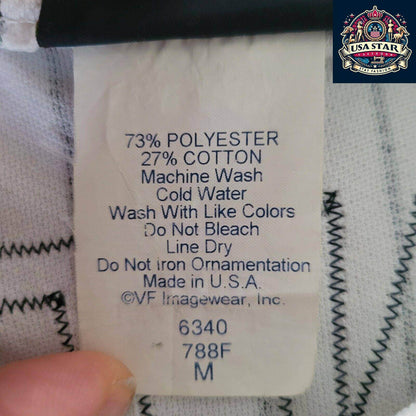 USA STAR
73% POLYESTER
27% COTTON
Machine Wash
Cold Water
Wash With Like Colors
Do Not Bleach
Line Dry
Do Not Iron Ornamentation
Made in U.S.A.
©VF Imagewear, Inc.
6340
788F
M